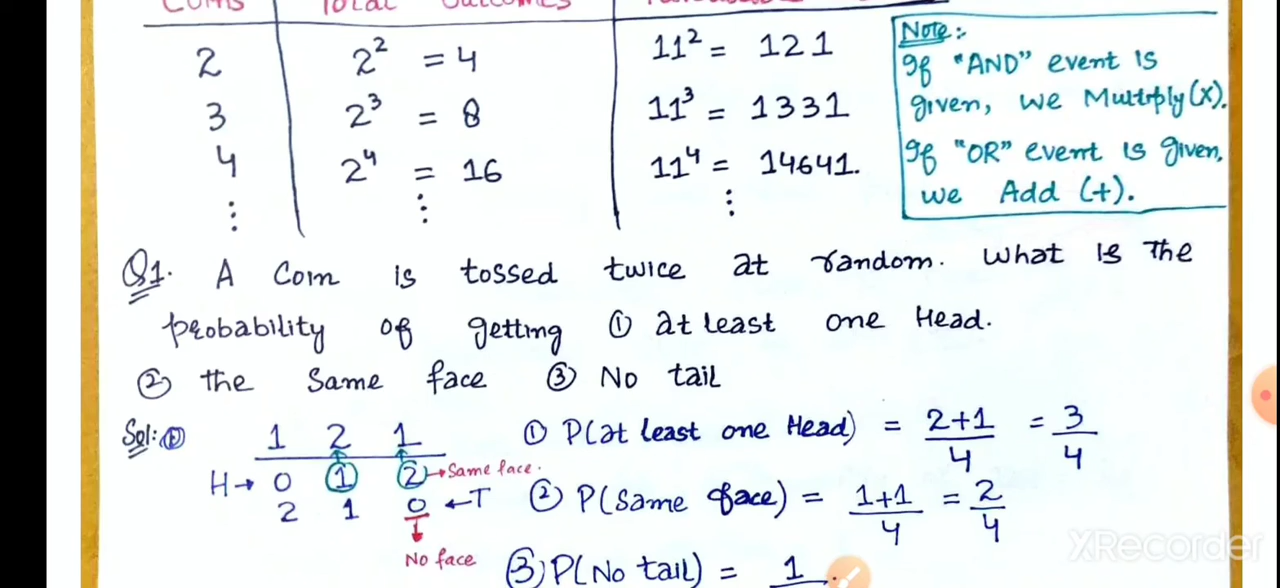 Coins Total Outcomes
2 2² = 4 11² = 121
3 2³ = 8 11³ = 1331
4 2⁴ = 16 11⁴ = 14641.
⋮ ⋮ ⋮
Note:-
If "AND" event is
given, we Multiply (x).
If "OR" event is given,
we Add (+).
Q1. A Coin is tossed twice at random. What is the
probability of getting ① at least one Head.
② the Same face ③ No tail
Sol:- ①
1 2 1
H→ 0 1 2 →Same face.
2 1 0 ←T
No face
① P(at least one Head) = 2+1/4 = 3/4
② P(Same face) = 1+1/4 = 2/4
③ P(No tail) = 1
XRecorder